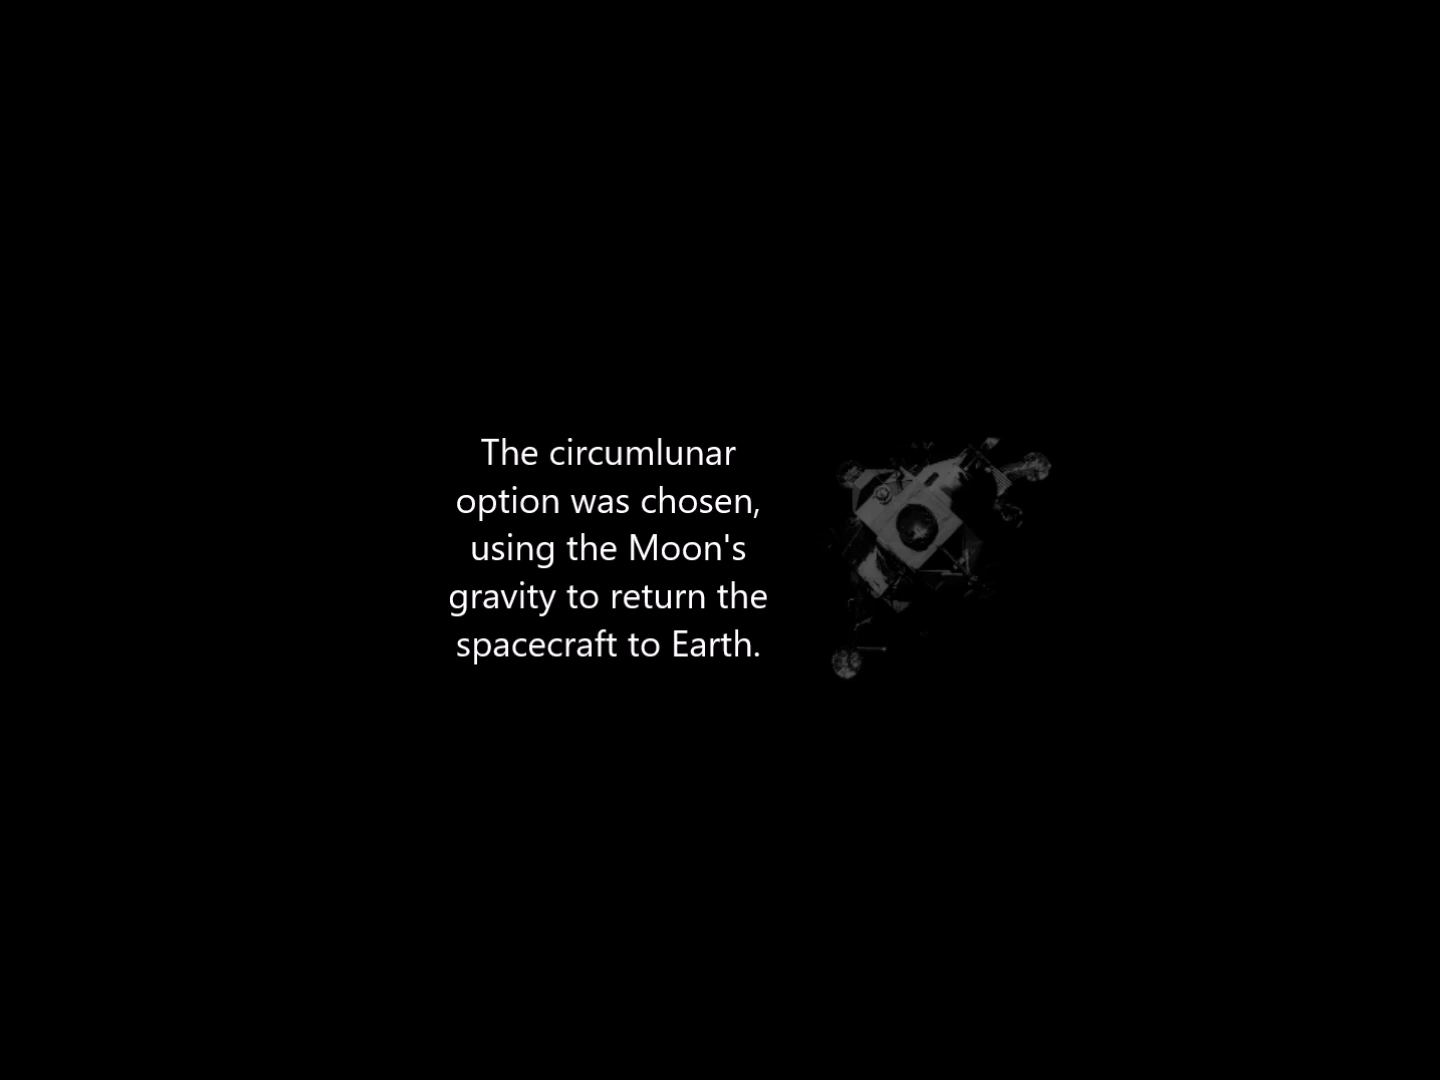 The circumlunar
option was chosen,
using the Moon's
gravity to return the
spacecraft to Earth.